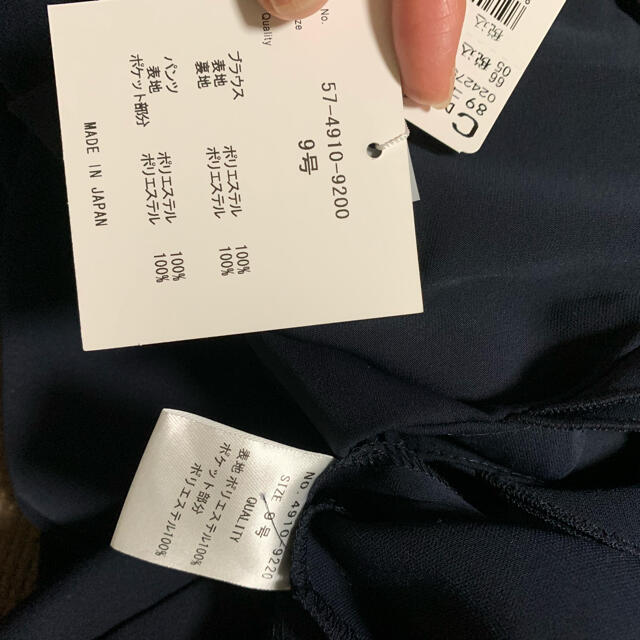 No. 57-4910-9200
9号
Quality
ブラウス
表地 ポリエステル 100%
裏地 ポリエステル 100%
パンツ
表地 ポリエステル 100%
ポケット部分 ポリエステル 100%
MADE IN JAPAN
NO.4910-9220
SIZE 9号
QUALITY
表地 ポリエステル100%
ポケット部分
ポリエステル100%
税込
税込